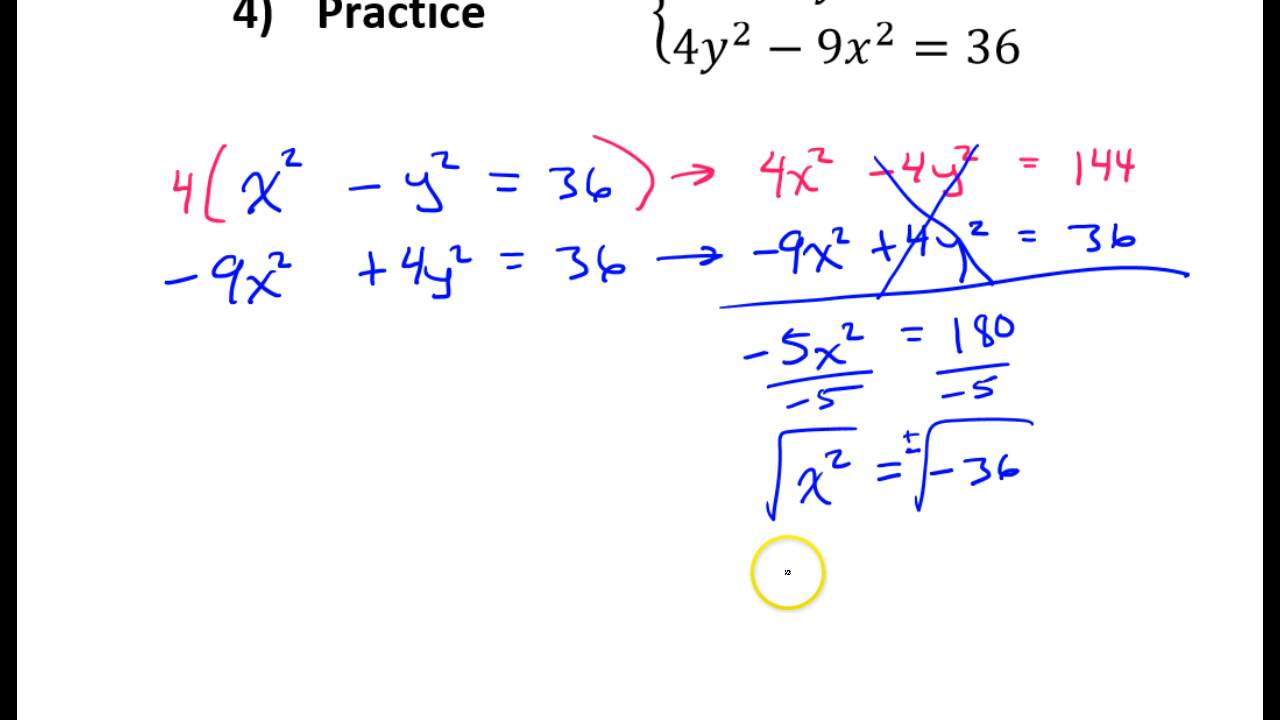 4) Practice
4y² − 9x² = 36
4(x² − y² = 36) → 4x² − 4y² = 144
−9x² + 4y² = 36 → −9x² + 4y² = 36
−5x² = 180
−5 −5
√x² = ±√−36